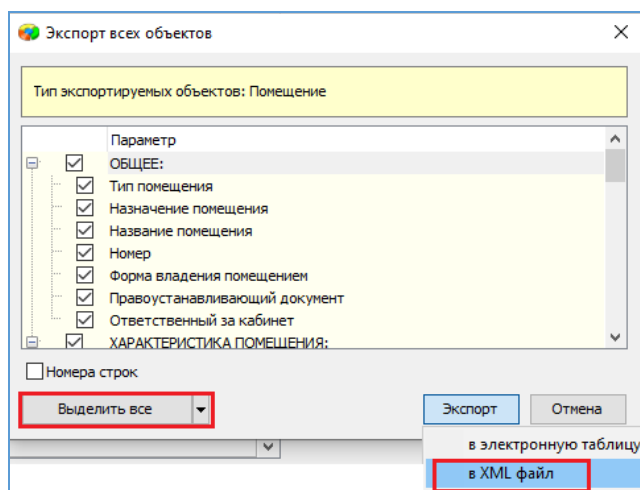 Экспорт всех объектов
Тип экспортируемых объектов: Помещение
Параметр
ОБЩЕЕ:
Тип помещения
Назначение помещения
Название помещения
Номер
Форма владения помещением
Правоустанавливающий документ
Ответственный за кабинет
ХАРАКТЕРИСТИКА ПОМЕЩЕНИЯ:
Номера строк
Выделить все Экспорт Отмена
в электронную таблицу
в XML файл